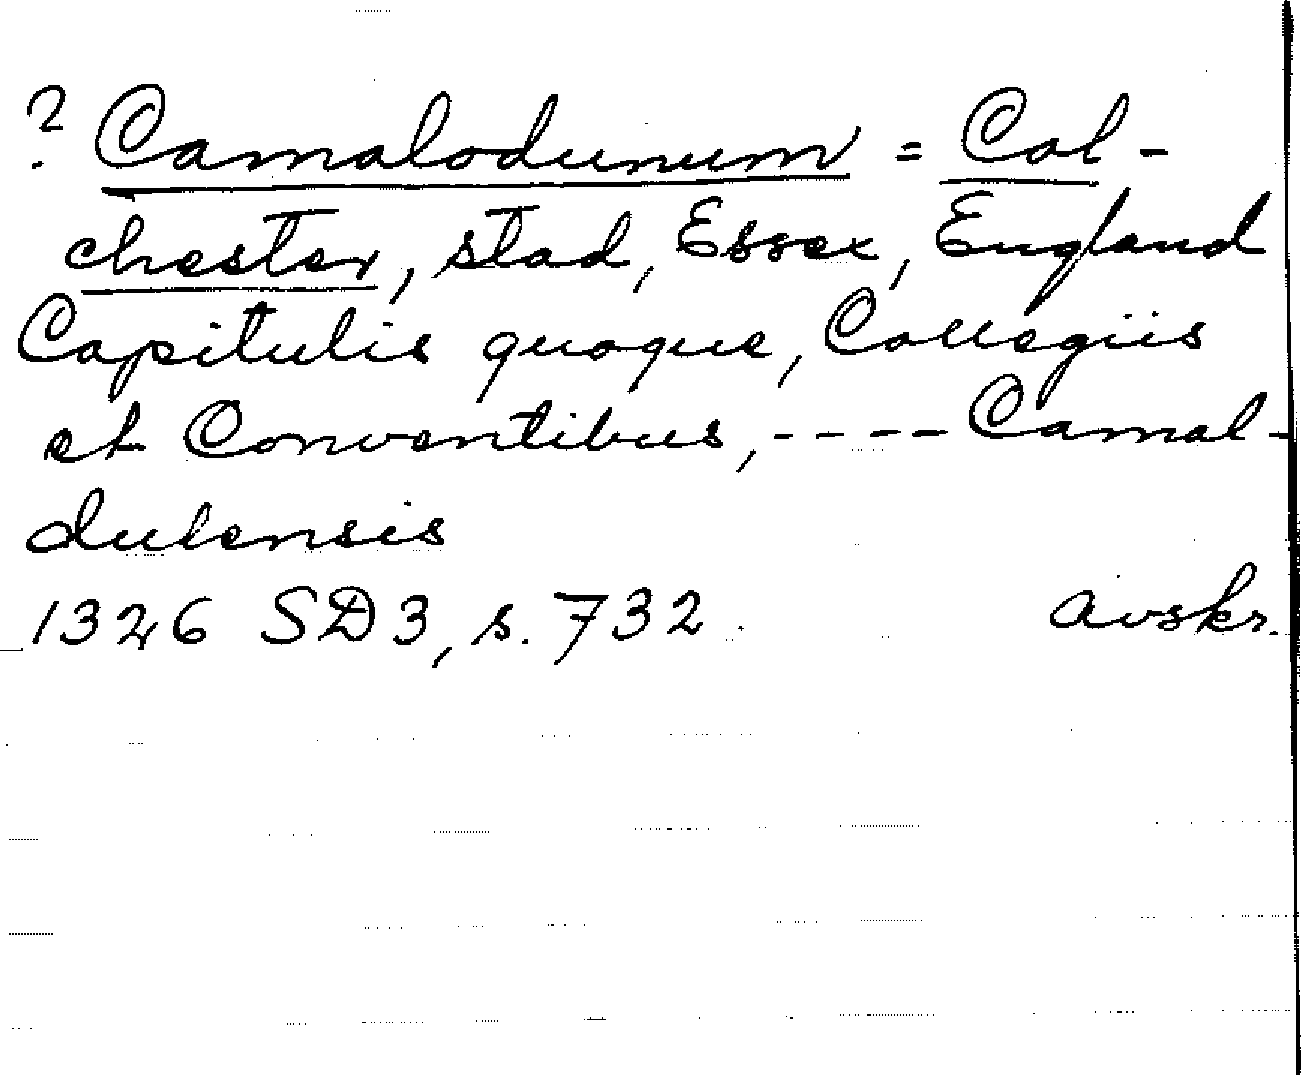 ? Camalodunum = Col-
chester, stad, Essex, England
Capitulis quoque, Collegiis
et Conventibus, ---- Camal-
dulensis
1326 SD3, s. 732. avskr.